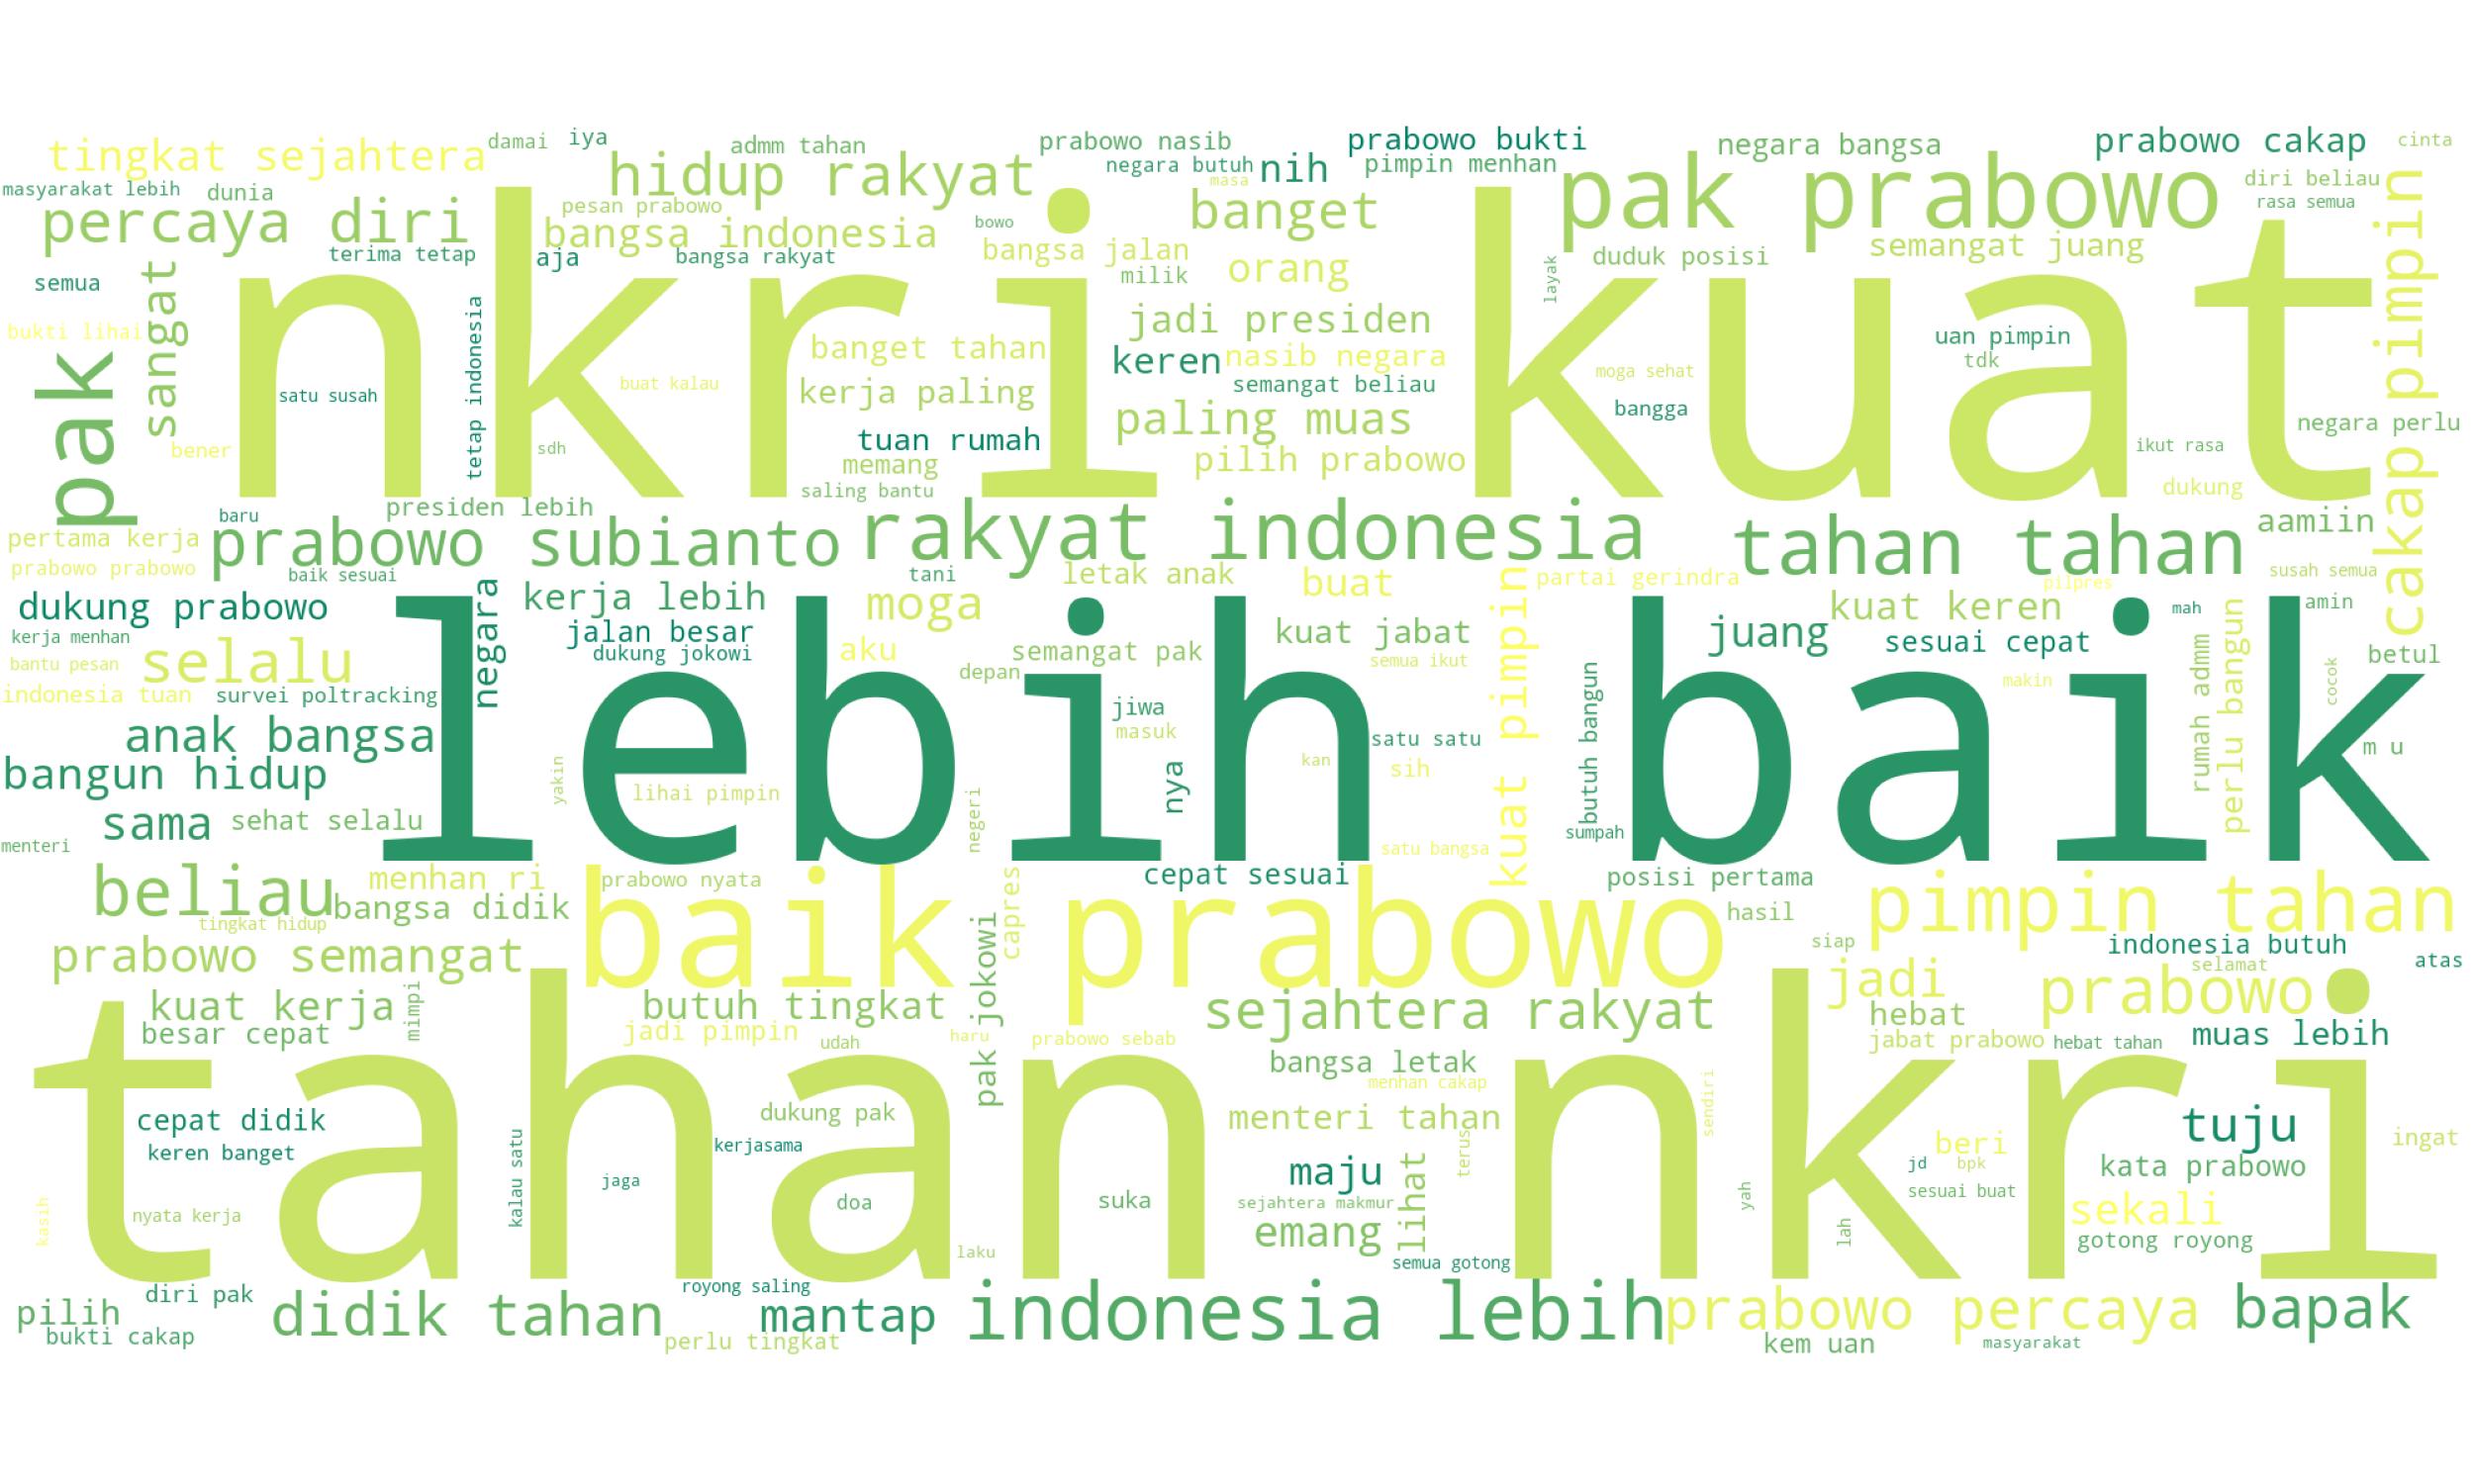 tingkat sejahtera
damai
iya
admm tahan
prabowo nasib
prabowo bukti
negara bangsa
prabowo cakap
cinta
masyarakat lebih
dunia
hidup rakyat
negara butuh
nih
pimpin menhan
masa
pak prabowo
diri beliau
rasa semua
percaya diri
pesan prabowo
bangsa indonesia
bowo
banget
terima tetap
aja
bangsa rakyat
bangsa jalan
milik
orang
duduk posisi
semangat juang
cakap pimpin
semua
sangat
nkri kuat
layak
bukti lihai
pak
tetap indonesia
jadi presiden
uan pimpin
tdk
banget tahan
keren
nasib negara
satu susah
buat kalau
kerja paling
semangat beliau
moga sehat
bangga
paling muas
negara perlu
bener
sdh
tuan rumah
memang
pilih prabowo
ikut rasa
saling bantu
dukung
presiden lebih
baru
pertama kerja
prabowo subianto
rakyat indonesia
tahan tahan
aamiin
prabowo prabowo
baik sesuai
tani
letak anak
buat
partai gerindra
pilpres
susah semua
dukung prabowo
negara
kerja lebih
moga
kuat pimpin
kuat keren
mah
amin
kerja menhan
jalan besar
kuat jabat
juang
sesuai cepat
bantu pesan
selalu
dukung jokowi
aku
semangat pak
semua ikut
betul
indonesia tuan
survei poltracking
depan
makin
cocok
lebih baik
anak bangsa
jiwa
masuk
satu satu
butuh bangun
rumah admm
perlu bangun
m u
bangun hidup
yakin
lihai pimpin
nya
kan
sih
sama
sehat selalu
negeri
sumpah
menteri
satu bangsa
beliau
menhan ri
prabowo nyata
cepat sesuai
posisi pertama
bangsa didik
baik prabowo
capres
hasil
pimpin tahan
tingkat hidup
prabowo semangat
pak jokowi
siap
indonesia butuh
selamat
atas
kuat kerja
mimpi
butuh tingkat
sejahtera rakyat
jadi
prabowo
besar cepat
jadi pimpin
udah
haru
prabowo sebab
hebat
jabat prabowo
hebat tahan
muas lebih
bangsa letak
menhan cakap
tahan nkri
cepat didik
dukung pak
menteri tahan
sendiri
tuju
keren banget
kerjasama
kalau satu
terus
beri
ingat
jd
bpk
kata prabowo
jaga
maju
lihat
kasih
nyata kerja
doa
suka
sejahtera makmur
yah
sesuai buat
sekali
emang
lah
gotong royong
laku
semua gotong
diri pak
royong saling
pilih
didik tahan
mantap
indonesia lebih
prabowo percaya
bapak
bukti cakap
perlu tingkat
kem uan
masyarakat